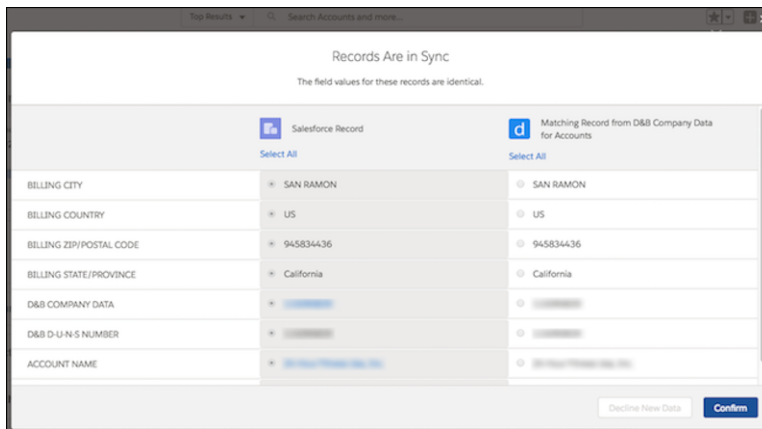 Top Results
Search Accounts and more...
Records Are in Sync
The field values for these records are identical.
Salesforce Record
Select All
d
Matching Record from D&B Company Data
for Accounts
Select All
BILLING CITY SAN RAMON SAN RAMON
BILLING COUNTRY US US
BILLING ZIP/POSTAL CODE 945834436 945834436
BILLING STATE/PROVINCE California California
D&B COMPANY DATA
D&B D-U-N-S NUMBER
ACCOUNT NAME
Decline New Data Confirm